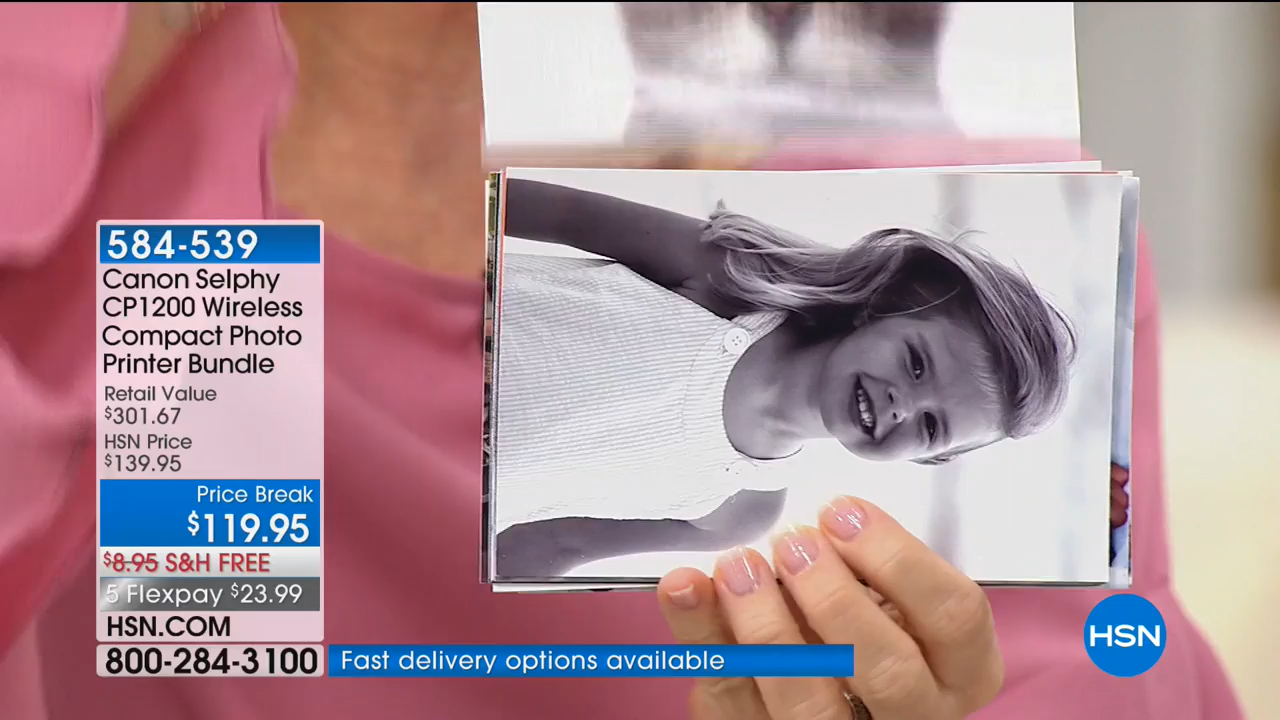 584-539
Canon Selphy
CP1200 Wireless
Compact Photo
Printer Bundle
Retail Value
$301.67
HSN Price
$139.95
Price Break
$119.95
$8.95 S&H FREE
5 Flexpay $23.99
HSN.COM
800-284-3100
Fast delivery options available
HSN